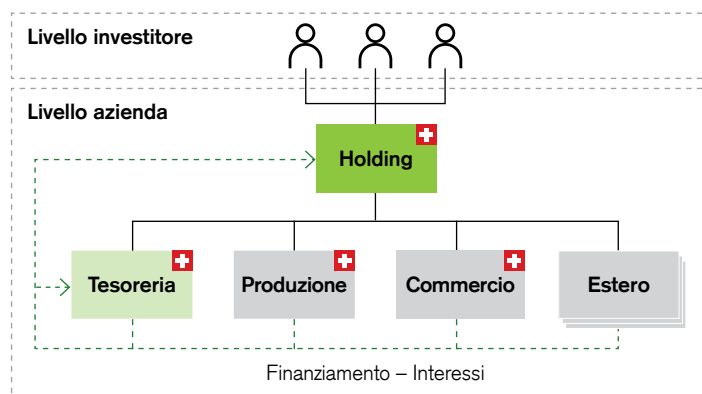 Livello investitore
Livello azienda
Holding
Tesoreria
Produzione
Commercio
Estero
Finanziamento – Interessi